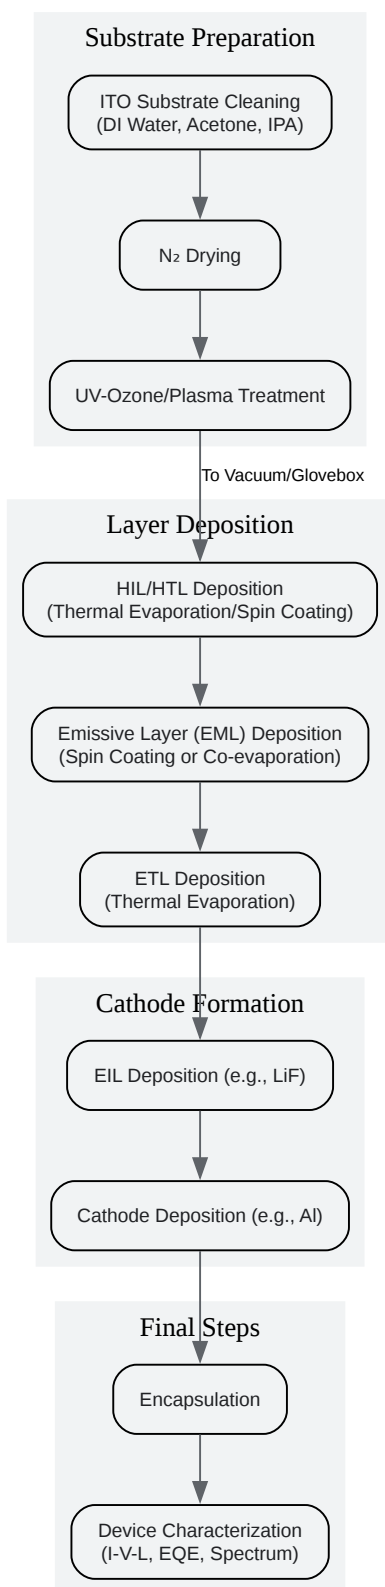 Substrate Preparation
ITO Substrate Cleaning
(DI Water, Acetone, IPA)
N₂ Drying
UV-Ozone/Plasma Treatment
To Vacuum/Glovebox
Layer Deposition
HIL/HTL Deposition
(Thermal Evaporation/Spin Coating)
Emissive Layer (EML) Deposition
(Spin Coating or Co-evaporation)
ETL Deposition
(Thermal Evaporation)
Cathode Formation
EIL Deposition (e.g., LiF)
Cathode Deposition (e.g., Al)
Final Steps
Encapsulation
Device Characterization
(I-V-L, EQE, Spectrum)